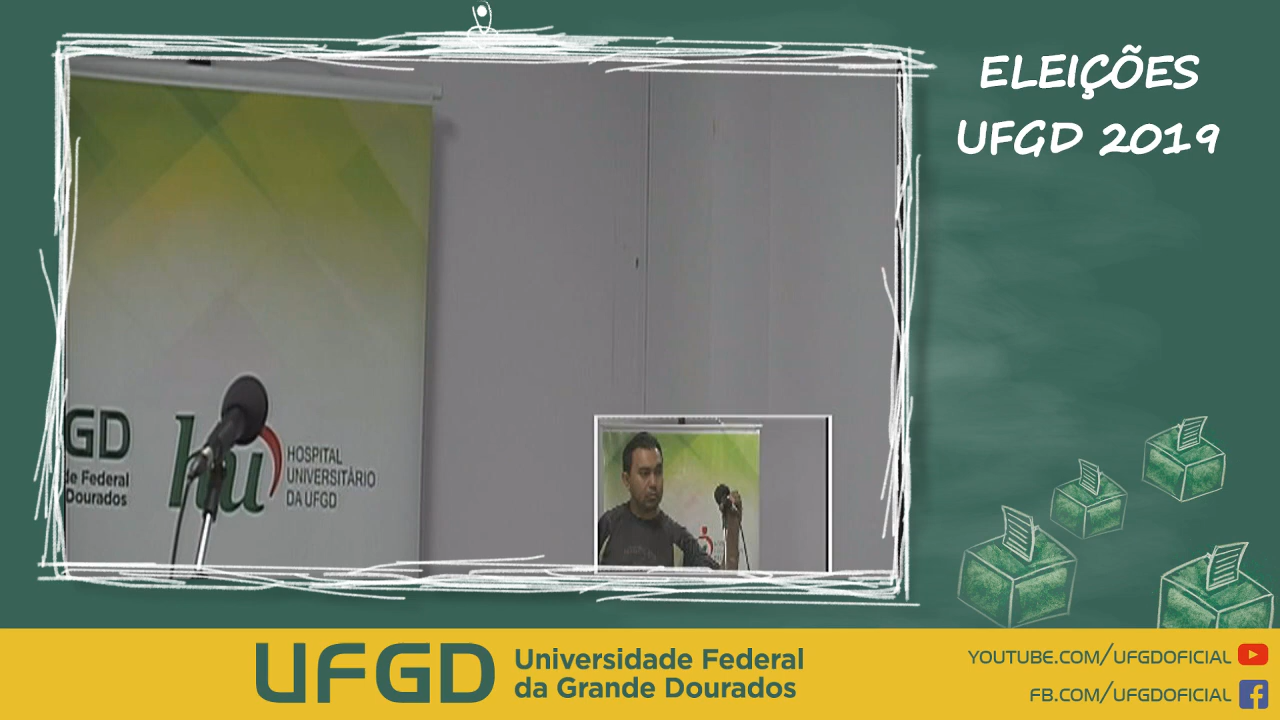 ELEIÇÕES
UFGD 2019
GD
de Federal
Dourados
hu
HOSPITAL
UNIVERSITÁRIO
DA UFGD
UFGD
Universidade Federal
da Grande Dourados
YOUTUBE.COM/UFGDOFICIAL
FB.COM/UFGDOFICIAL